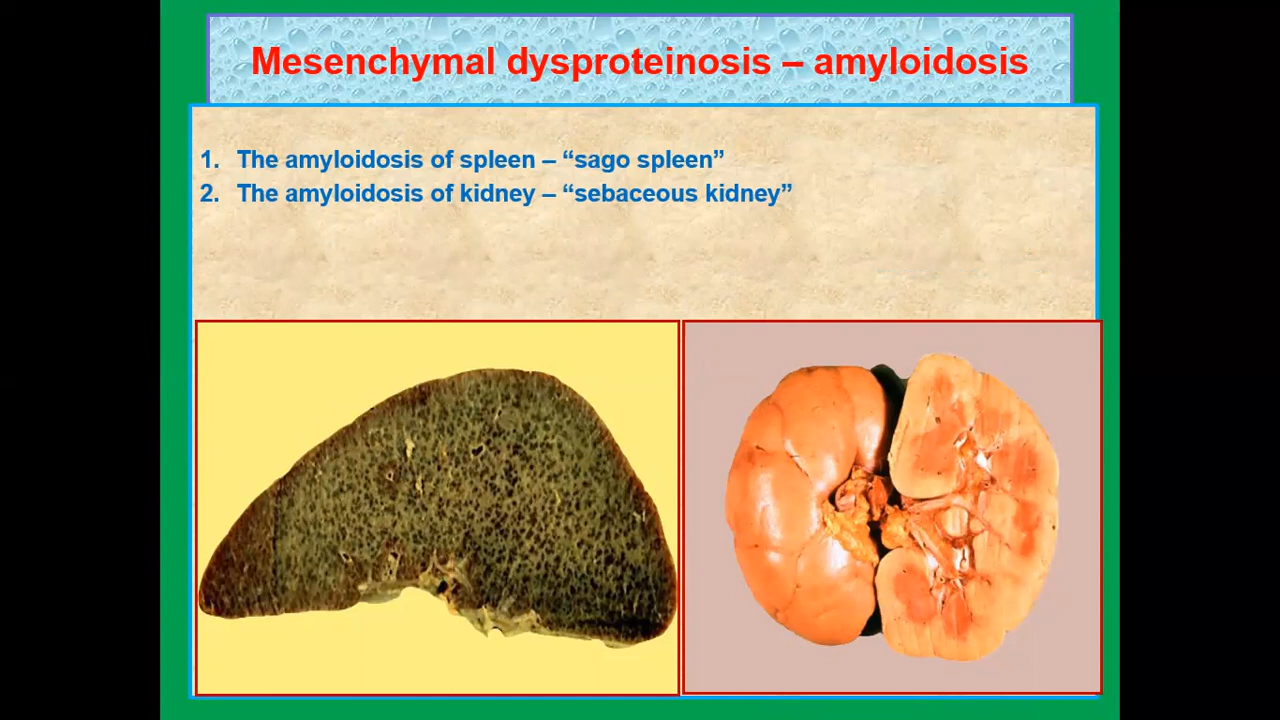 Mesenchymal dysproteinosis – amyloidosis
1. The amyloidosis of spleen – “sago spleen”
2. The amyloidosis of kidney – “sebaceous kidney”